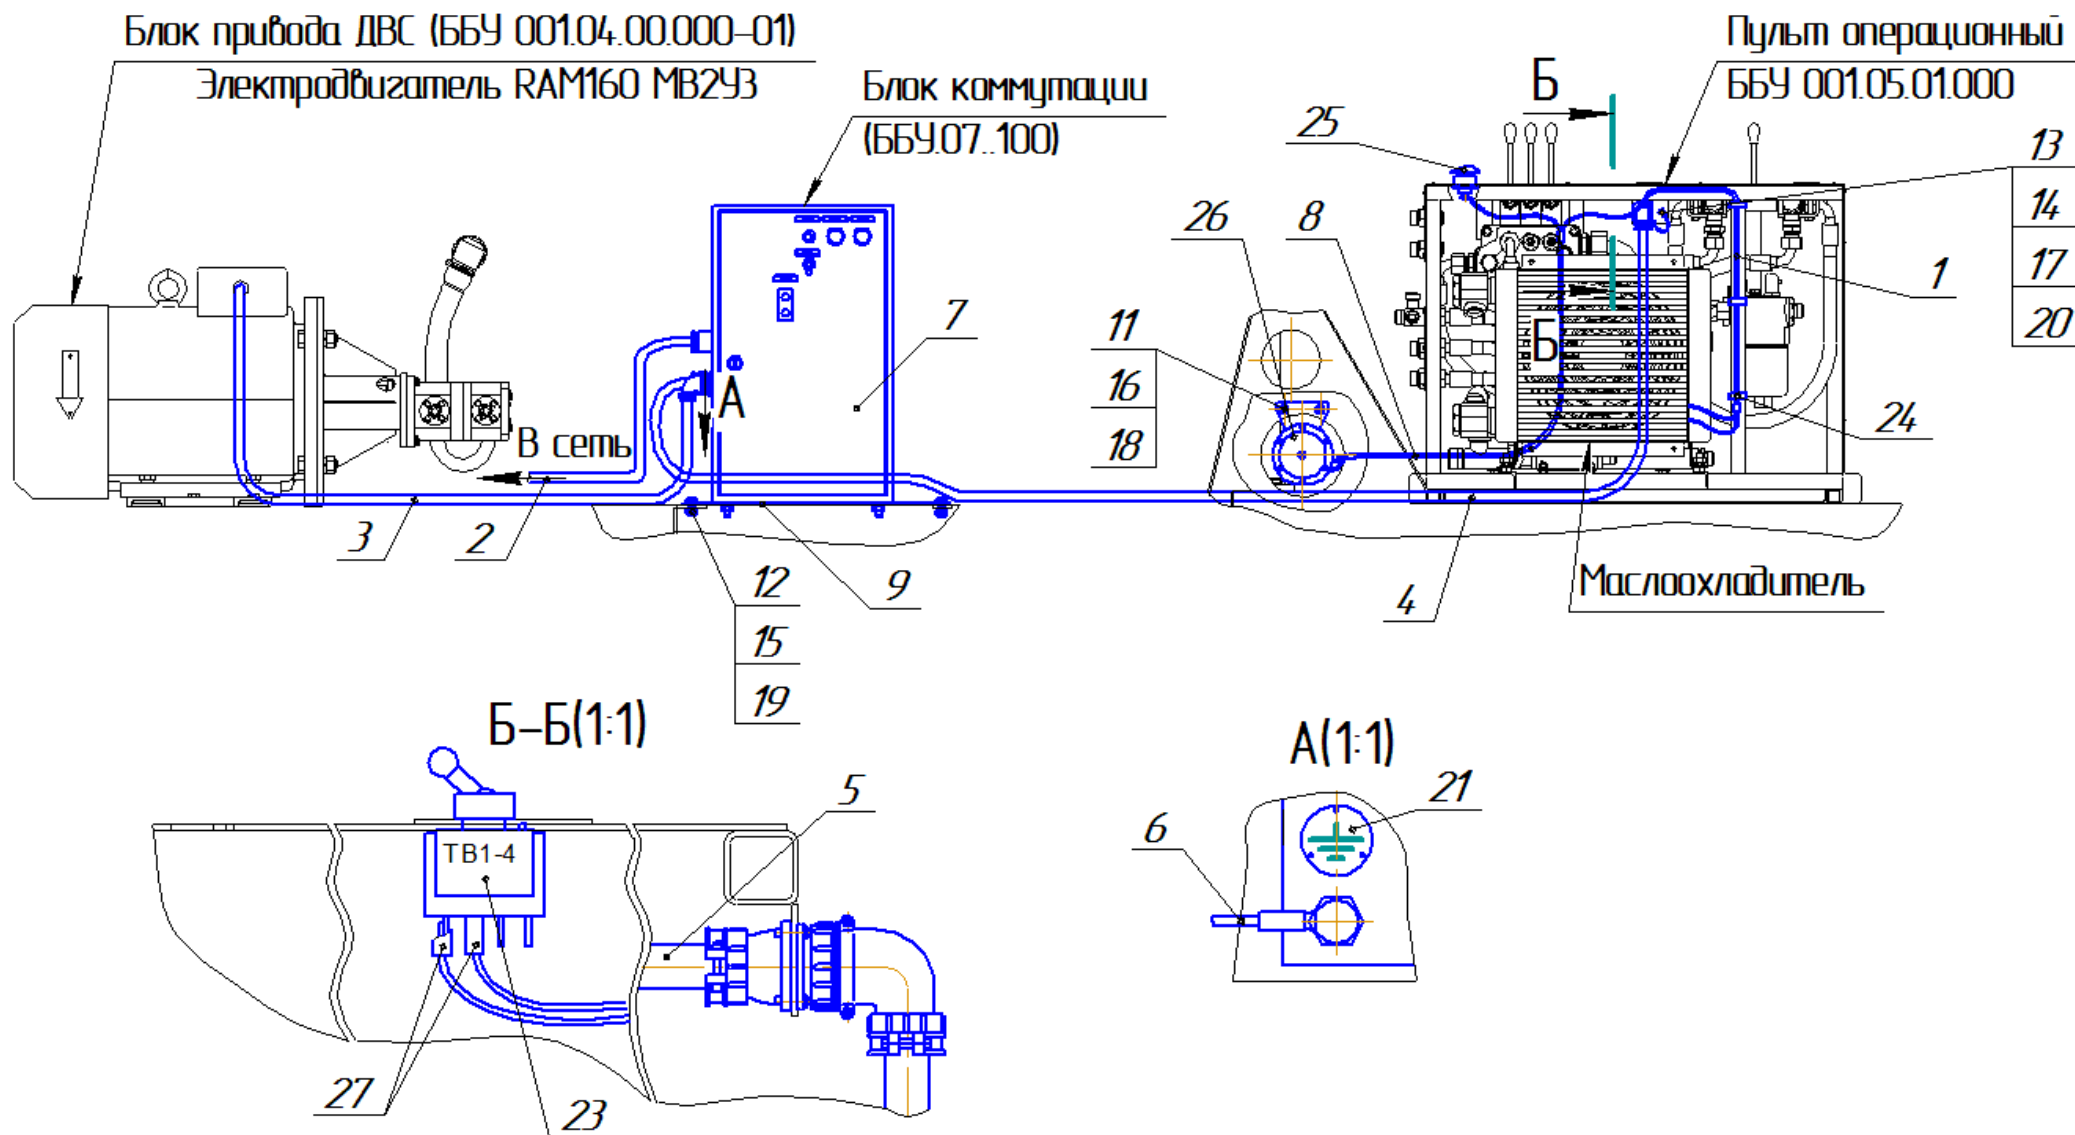 Блок привода ДВС (ББУ 001.04.00.000-01)
Электродвигатель RAM160 MB2У3
Блок коммутации
(ББУ.07..100)
Пульт операционный
ББУ 001.05.01.000
Б
25
13
14
17
20
1
26
8
7
11
16
18
Б
24
А
В сеть
3
2
12
15
19
9
4
Маслоохладитель
Б-Б(1:1)
А(1:1)
5
21
6
ТВ1-4
27
23